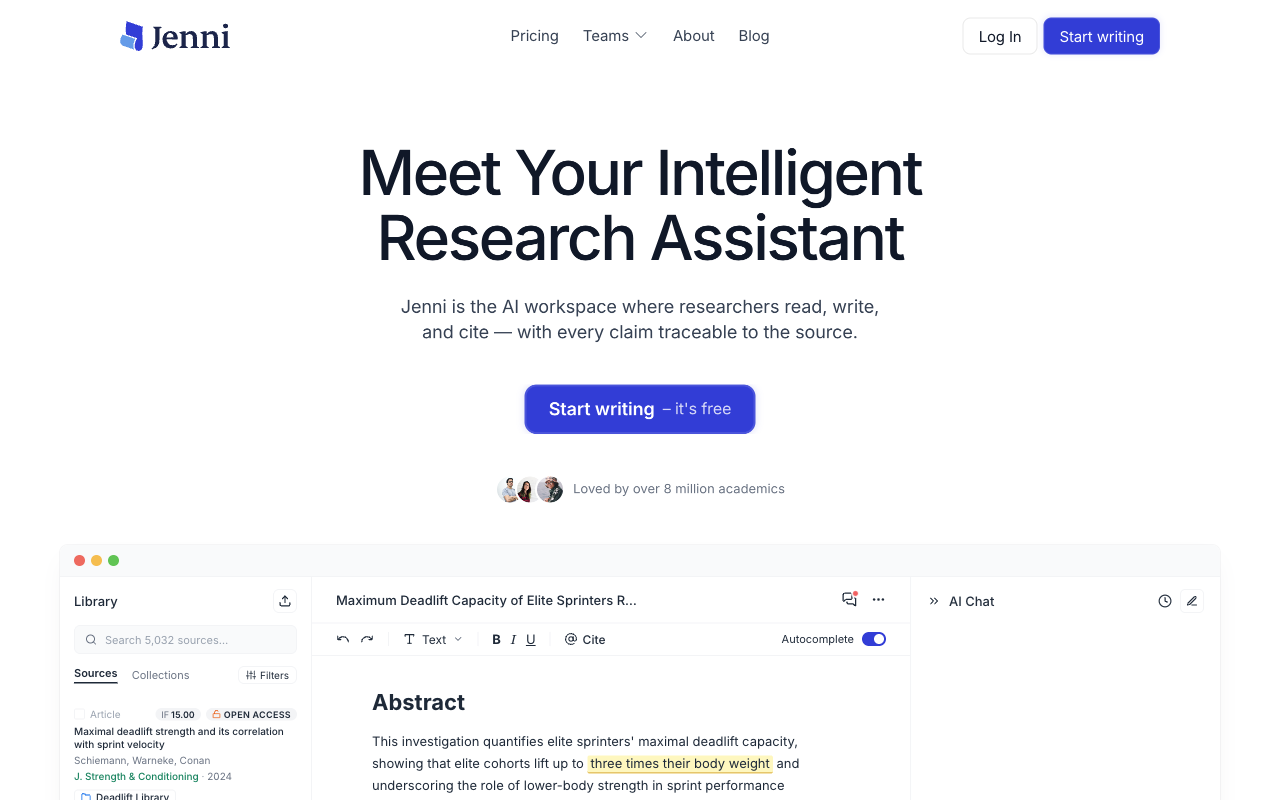 Jenni
Pricing
Teams
About
Blog
Log In
Start writing
Meet Your Intelligent
Research Assistant
Jenni is the AI workspace where researchers read, write,
and cite — with every claim traceable to the source.
Start writing – it's free
Loved by over 8 million academics
Library
Search 5,032 sources...
Sources
Collections
Filters
Article
IF 15.00
OPEN ACCESS
Maximal deadlift strength and its correlation
with sprint velocity
Schiemann, Warneke, Conan
J. Strength & Conditioning · 2024
Deadlift Library
Maximum Deadlift Capacity of Elite Sprinters R...
Text
B
I
U
Cite
Autocomplete
Abstract
This investigation quantifies elite sprinters' maximal deadlift capacity,
showing that elite cohorts lift up to three times their body weight and
underscoring the role of lower-body strength in sprint performance
AI Chat